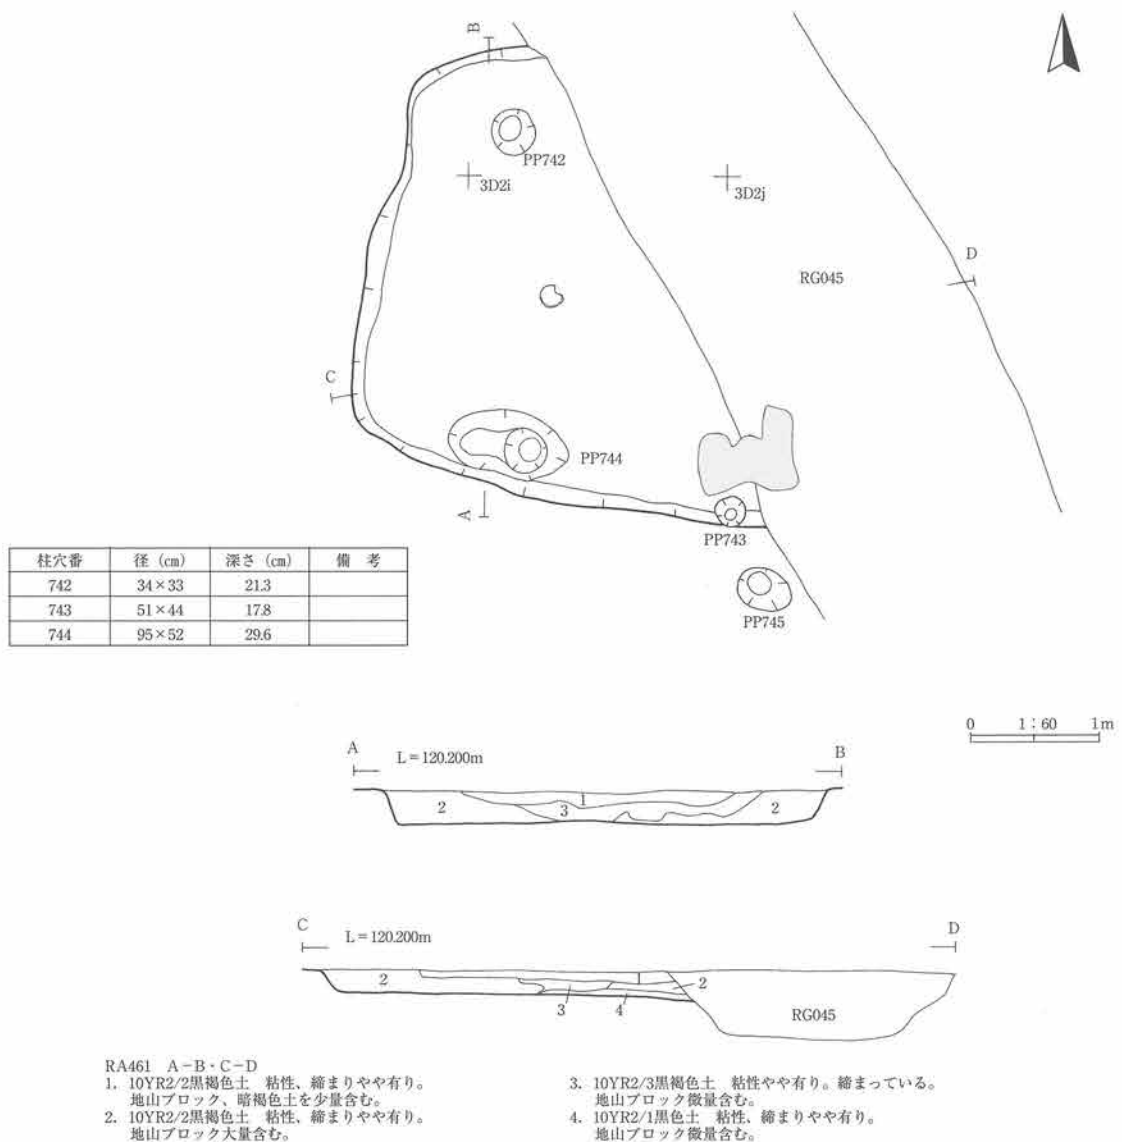 B
PP742
3D2i
3D2j
D
RG045
C
PP744
A
PP743
PP745
柱穴番 径（㎝） 深さ（㎝） 備　考
742 34×33 21.3
743 51×44 17.8
744 95×52 29.6
0 1：60 1m
A L＝120.200m B
2 1 3 2
C L＝120.200m D
2 2
3 4 RG045
RA461　A－B・C－D
1. 10YR2/2黒褐色土　粘性、締まりやや有り。
地山ブロック、暗褐色土を少量含む。
2. 10YR2/2黒褐色土　粘性、締まりやや有り。
地山ブロック大量含む。
3. 10YR2/3黒褐色土　粘性やや有り。締まっている。
地山ブロック微量含む。
4. 10YR2/1黒色土　粘性、締まりやや有り。
地山ブロック微量含む。